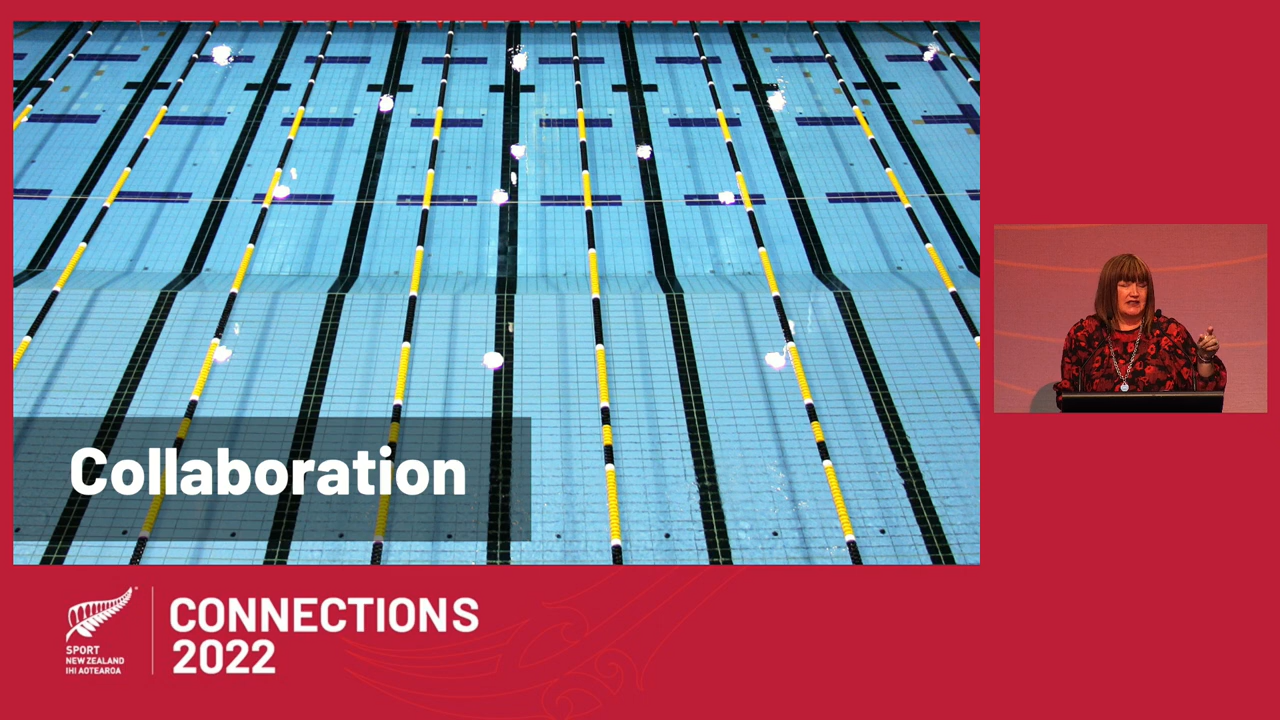 Collaboration
CONNECTIONS
2022
SPORT
NEW ZEALAND
IHI AOTEAROA